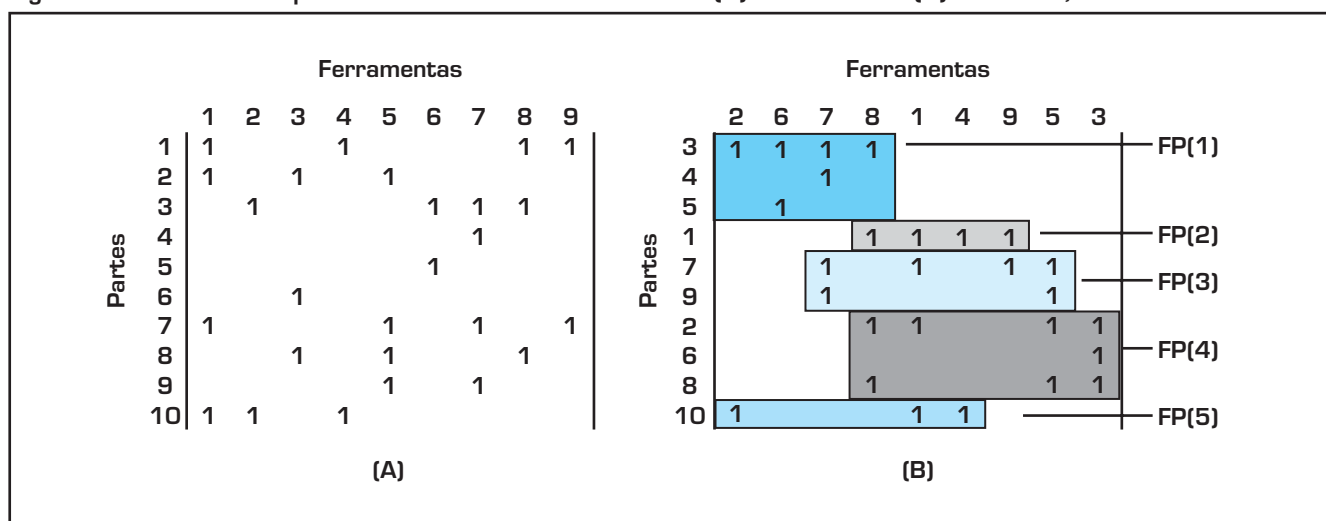 Ferramentas
1 2 3 4 5 6 7 8 9
Partes
1 1 1 1 1
2 1 1 1
3 1 1 1 1
4 1
5 1
6 1
7 1 1 1 1
8 1 1 1
9 1 1
10 1 1 1
(A)
Ferramentas
2 6 7 8 1 4 9 5 3
Partes
3 1 1 1 1 FP(1)
4 1
5 1
1 1 1 1 1 FP(2)
7 1 1 1 1 FP(3)
9 1 1
2 1 1 1 1
6 1 FP(4)
8 1 1 1
10 1 1 1 FP(5)
(B)